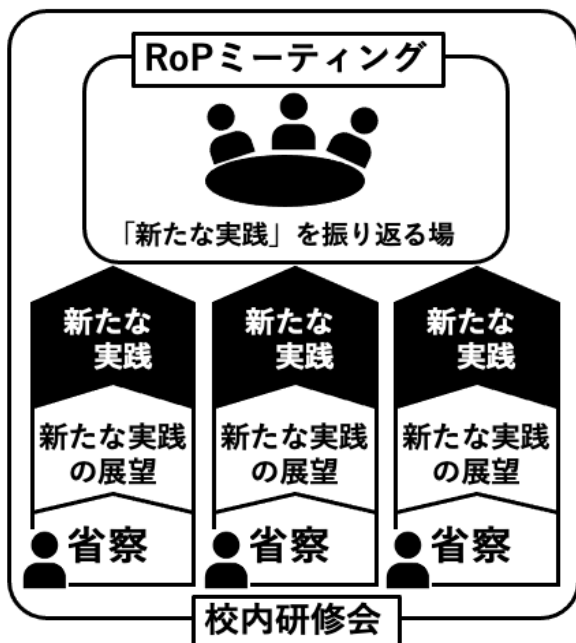 RoPミーティング
「新たな実践」を振り返る場
新たな
実践
新たな実践
の展望
省察
新たな
実践
新たな実践
の展望
省察
新たな
実践
新たな実践
の展望
省察
校内研修会